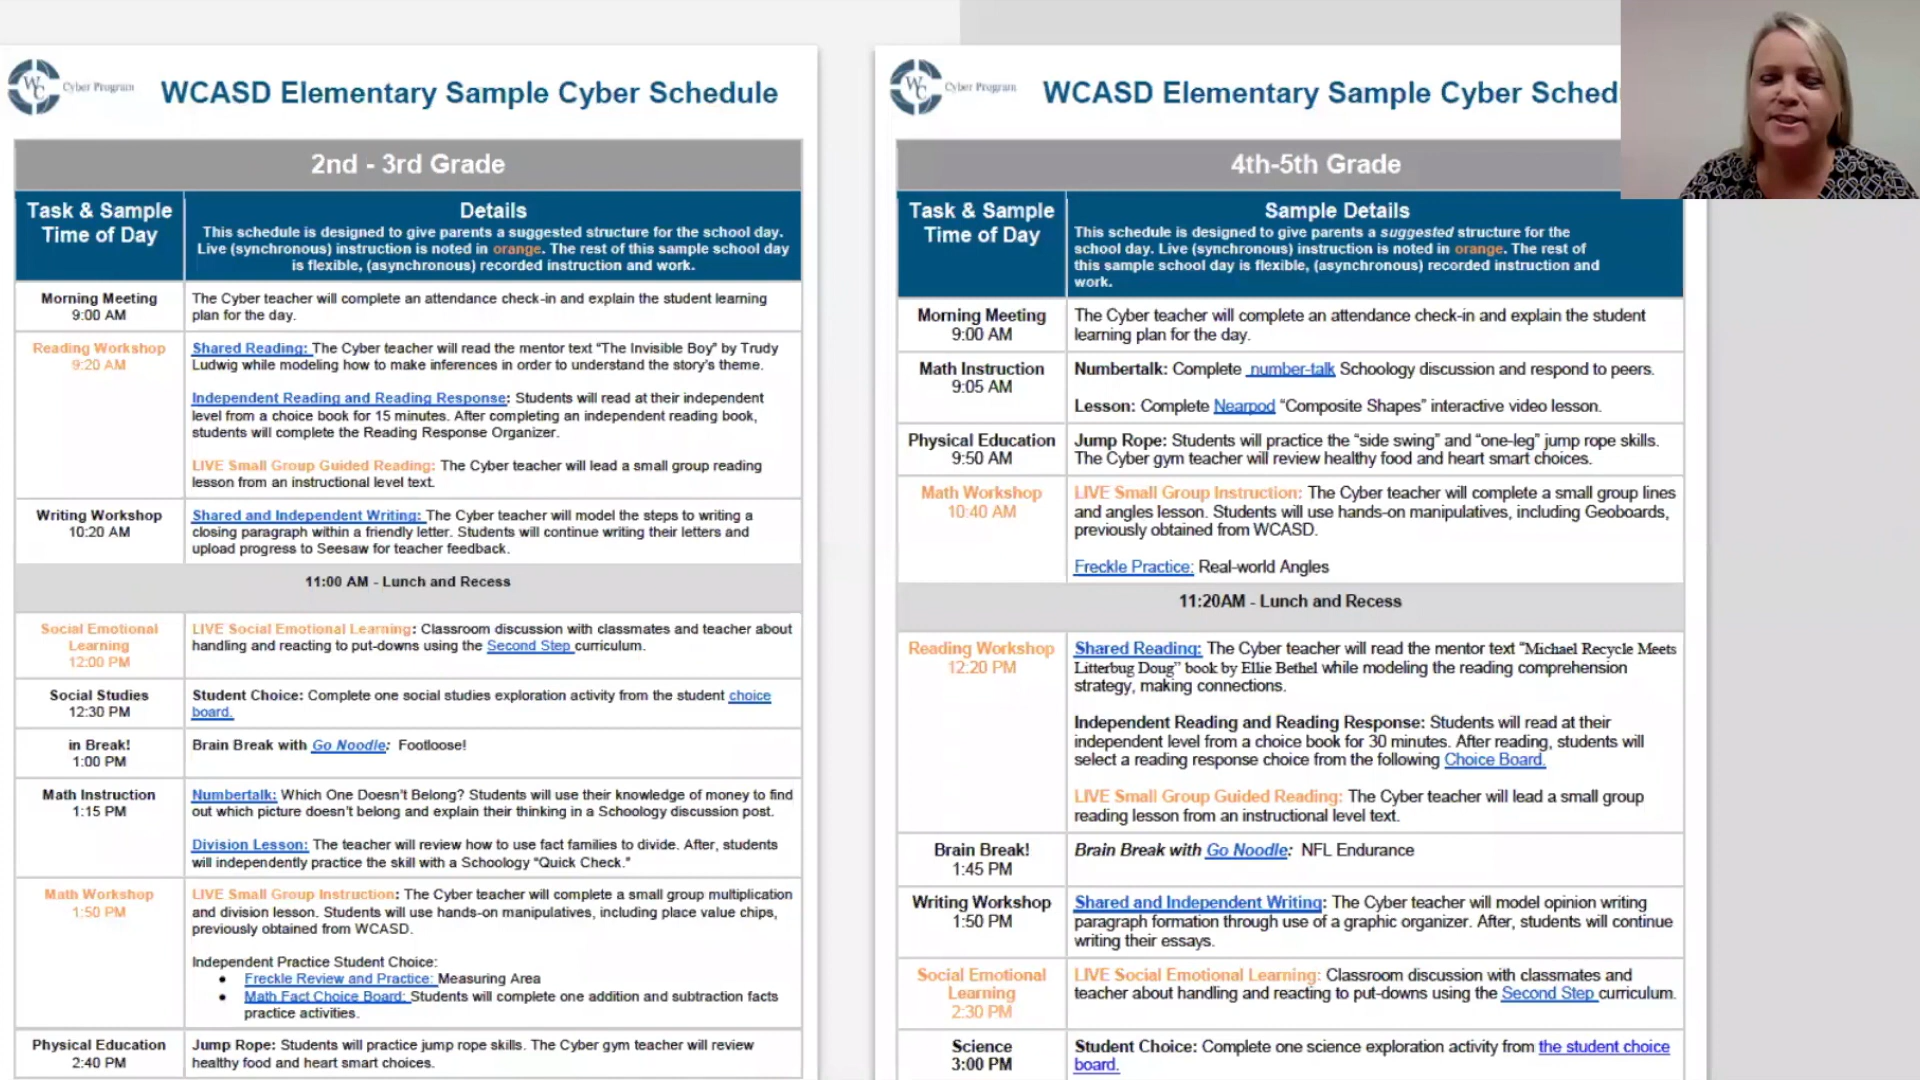 WC Cyber Program
WCASD Elementary Sample Cyber Schedule
2nd - 3rd Grade
Task & Sample
Time of Day
Details
This schedule is designed to give parents a suggested structure for the school day.
Live (synchronous) instruction is noted in orange. The rest of this sample school day
is flexible, (asynchronous) recorded instruction and work.
Morning Meeting
9:00 AM
The Cyber teacher will complete an attendance check-in and explain the student learning
plan for the day.
Reading Workshop
9:20 AM
Shared Reading: The Cyber teacher will read the mentor text “The Invisible Boy” by Trudy
Ludwig while modeling how to make inferences in order to understand the story’s theme.
Independent Reading and Reading Response: Students will read at their independent
level from a choice book for 15 minutes. After completing an independent reading book,
students will complete the Reading Response Organizer.
LIVE Small Group Guided Reading: The Cyber teacher will lead a small group reading
lesson from an instructional level text.
Writing Workshop
10:20 AM
Shared and Independent Writing: The Cyber teacher will model the steps to writing a
closing paragraph within a friendly letter. Students will continue writing their letters and
upload progress to Seesaw for teacher feedback.
11:00 AM - Lunch and Recess
Social Emotional
Learning
12:00 PM
LIVE Social Emotional Learning: Classroom discussion with classmates and teacher about
handling and reacting to put-downs using the Second Step curriculum.
Social Studies
12:30 PM
Student Choice: Complete one social studies exploration activity from the student choice
board.
in Break!
1:00 PM
Brain Break with Go Noodle: Footloose!
Math Instruction
1:15 PM
Numbertalk: Which One Doesn’t Belong? Students will use their knowledge of money to find
out which picture doesn’t belong and explain their thinking in a Schoology discussion post.
Division Lesson: The teacher will review how to use fact families to divide. After, students
will independently practice the skill with a Schoology “Quick Check.”
Math Workshop
1:50 PM
LIVE Small Group Instruction: The Cyber teacher will complete a small group multiplication
and division lesson. Students will use hands-on manipulatives, including place value chips,
previously obtained from WCASD.
Independent Practice Student Choice:
• Freckle Review and Practice: Measuring Area
• Math Fact Choice Board: Students will complete one addition and subtraction facts
practice activities.
Physical Education
2:40 PM
Jump Rope: Students will practice jump rope skills. The Cyber gym teacher will review
healthy food and heart smart choices.
WC Cyber Program
WCASD Elementary Sample Cyber Sched
4th-5th Grade
Task & Sample
Time of Day
Sample Details
This schedule is designed to give parents a suggested structure for the
school day. Live (synchronous) instruction is noted in orange. The rest of
this sample school day is flexible, (asynchronous) recorded instruction and
work.
Morning Meeting
9:00 AM
The Cyber teacher will complete an attendance check-in and explain the student
learning plan for the day.
Math Instruction
9:05 AM
Numbertalk: Complete number-talk Schoology discussion and respond to peers.
Lesson: Complete Nearpod “Composite Shapes” interactive video lesson.
Physical Education
9:50 AM
Jump Rope: Students will practice the “side swing” and “one-leg” jump rope skills.
The Cyber gym teacher will review healthy food and heart smart choices.
Math Workshop
10:40 AM
LIVE Small Group Instruction: The Cyber teacher will complete a small group lines
and angles lesson. Students will use hands-on manipulatives, including Geoboards,
previously obtained from WCASD.
Freckle Practice: Real-world Angles
11:20AM - Lunch and Recess
Reading Workshop
12:20 PM
Shared Reading: The Cyber teacher will read the mentor text “Michael Recycle Meets
Litterbug Doug” book by Ellie Bethel while modeling the reading comprehension
strategy, making connections.
Independent Reading and Reading Response: Students will read at their
independent level from a choice book for 30 minutes. After reading, students will
select a reading response choice from the following Choice Board.
LIVE Small Group Guided Reading: The Cyber teacher will lead a small group
reading lesson from an instructional level text.
Brain Break!
1:45 PM
Brain Break with Go Noodle: NFL Endurance
Writing Workshop
1:50 PM
Shared and Independent Writing: The Cyber teacher will model opinion writing
paragraph formation through use of a graphic organizer. After, students will continue
writing their essays.
Social Emotional
Learning
2:30 PM
LIVE Social Emotional Learning: Classroom discussion with classmates and
teacher about handling and reacting to put-downs using the Second Step curriculum.
Science
3:00 PM
Student Choice: Complete one science exploration activity from the student choice
board.